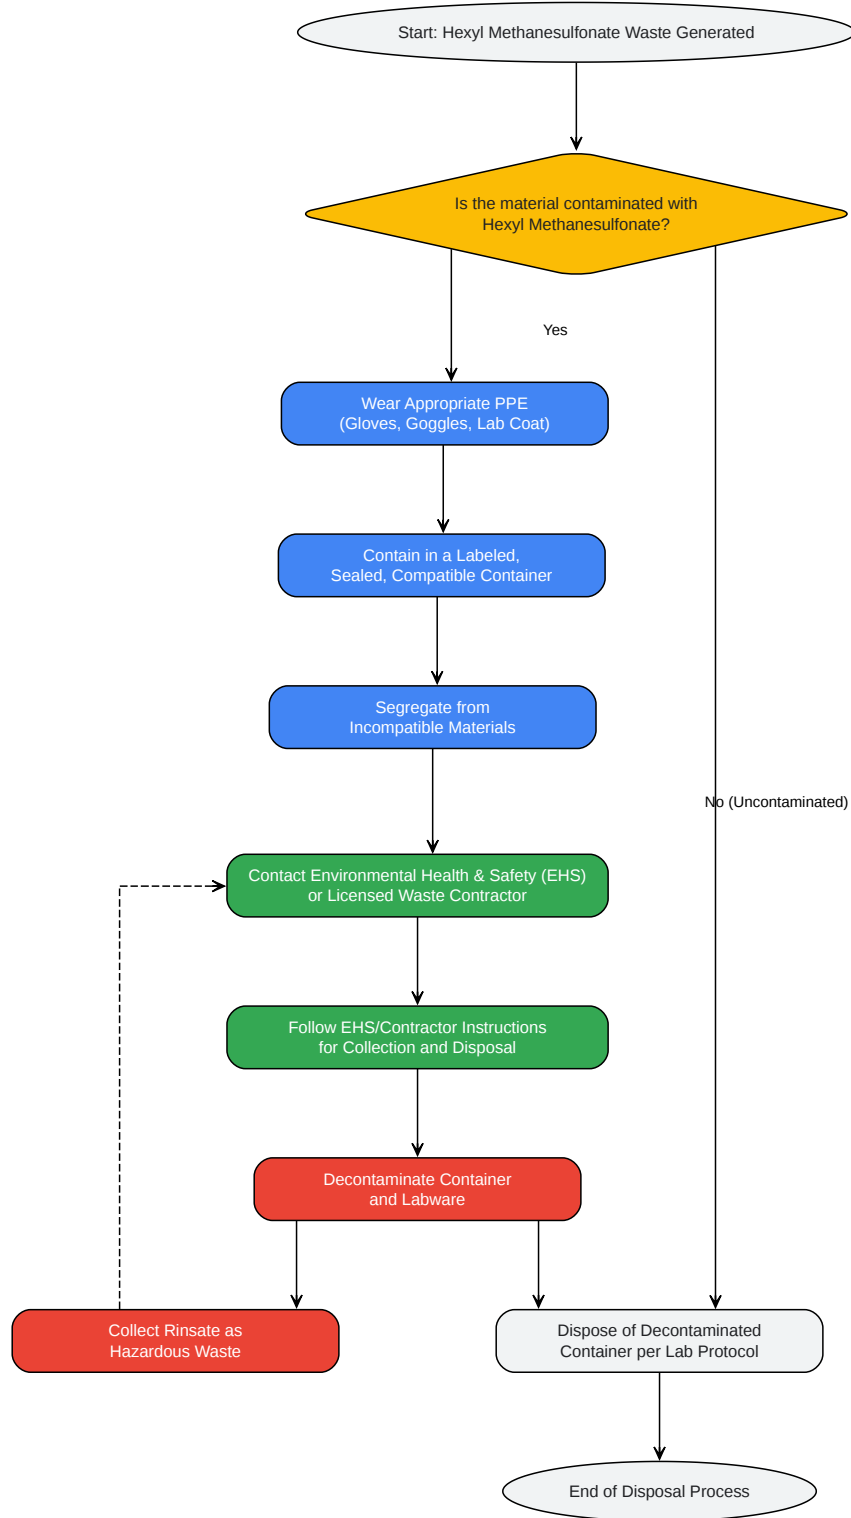 Start: Hexyl Methanesulfonate Waste Generated
Is the material contaminated with
Hexyl Methanesulfonate?
Yes
Wear Appropriate PPE
(Gloves, Goggles, Lab Coat)
Contain in a Labeled,
Sealed, Compatible Container
Segregate from
Incompatible Materials
No (Uncontaminated)
Contact Environmental Health & Safety (EHS)
or Licensed Waste Contractor
Follow EHS/Contractor Instructions
for Collection and Disposal
Decontaminate Container
and Labware
Collect Rinsate as
Hazardous Waste
Dispose of Decontaminated
Container per Lab Protocol
End of Disposal Process